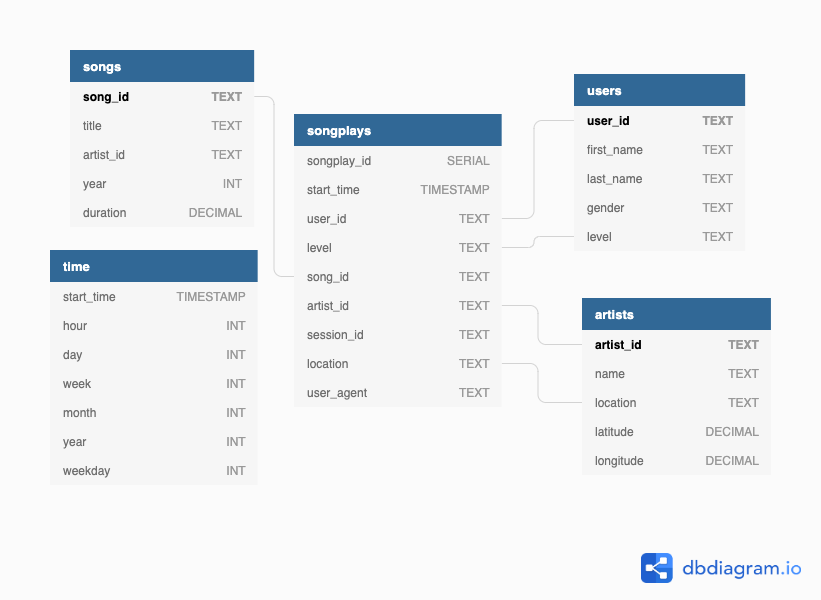 songs
song_id TEXT
title TEXT
artist_id TEXT
year INT
duration DECIMAL
time
start_time TIMESTAMP
hour INT
day INT
week INT
month INT
year INT
weekday INT
songplays
songplay_id SERIAL
start_time TIMESTAMP
user_id TEXT
level TEXT
song_id TEXT
artist_id TEXT
session_id TEXT
location TEXT
user_agent TEXT
users
user_id TEXT
first_name TEXT
last_name TEXT
gender TEXT
level TEXT
artists
artist_id TEXT
name TEXT
location TEXT
latitude DECIMAL
longitude DECIMAL
dbdiagram.io